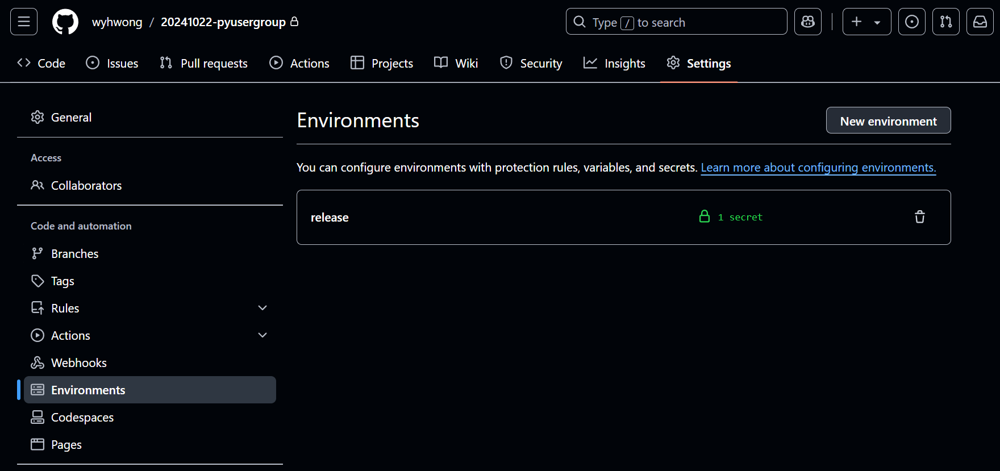 wyhwong / 20241022-pyusergroup
Type / to search
Code Issues Pull requests Actions Projects Wiki Security Insights Settings
General
Access
Collaborators
Code and automation
Branches
Tags
Rules
Actions
Webhooks
Environments
Codespaces
Pages
Environments
New environment
You can configure environments with protection rules, variables, and secrets. Learn more about configuring environments.
release 1 secret